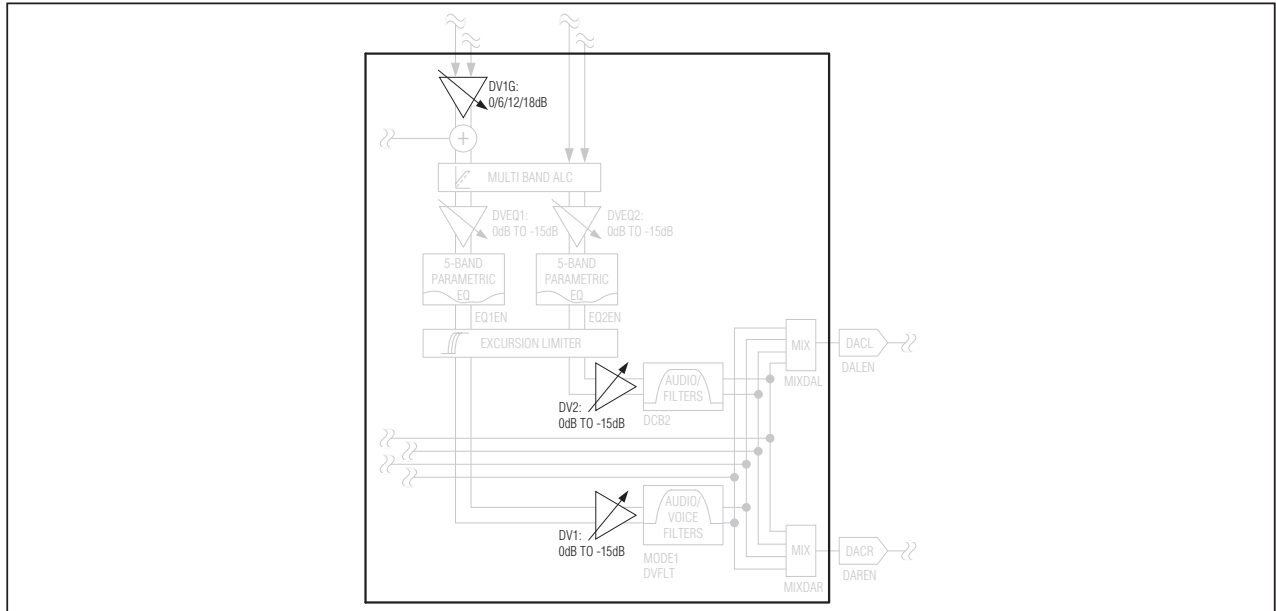 DV1G:
0/6/12/18dB
+
MULTI BAND ALC
DVEQ1:
0dB TO -15dB
DVEQ2:
0dB TO -15dB
5-BAND
PARAMETRIC
EQ
5-BAND
PARAMETRIC
EQ
EQ1EN
EQ2EN
EXCURSION LIMITER
MIX
MIXDAL
DACL
DALEN
AUDIO/
FILTERS
DCB2
DV2:
0dB TO -15dB
AUDIO/
VOICE
FILTERS
MODE1
DVFLT
DV1:
0dB TO -15dB
MIX
MIXDAR
DACR
DAREN